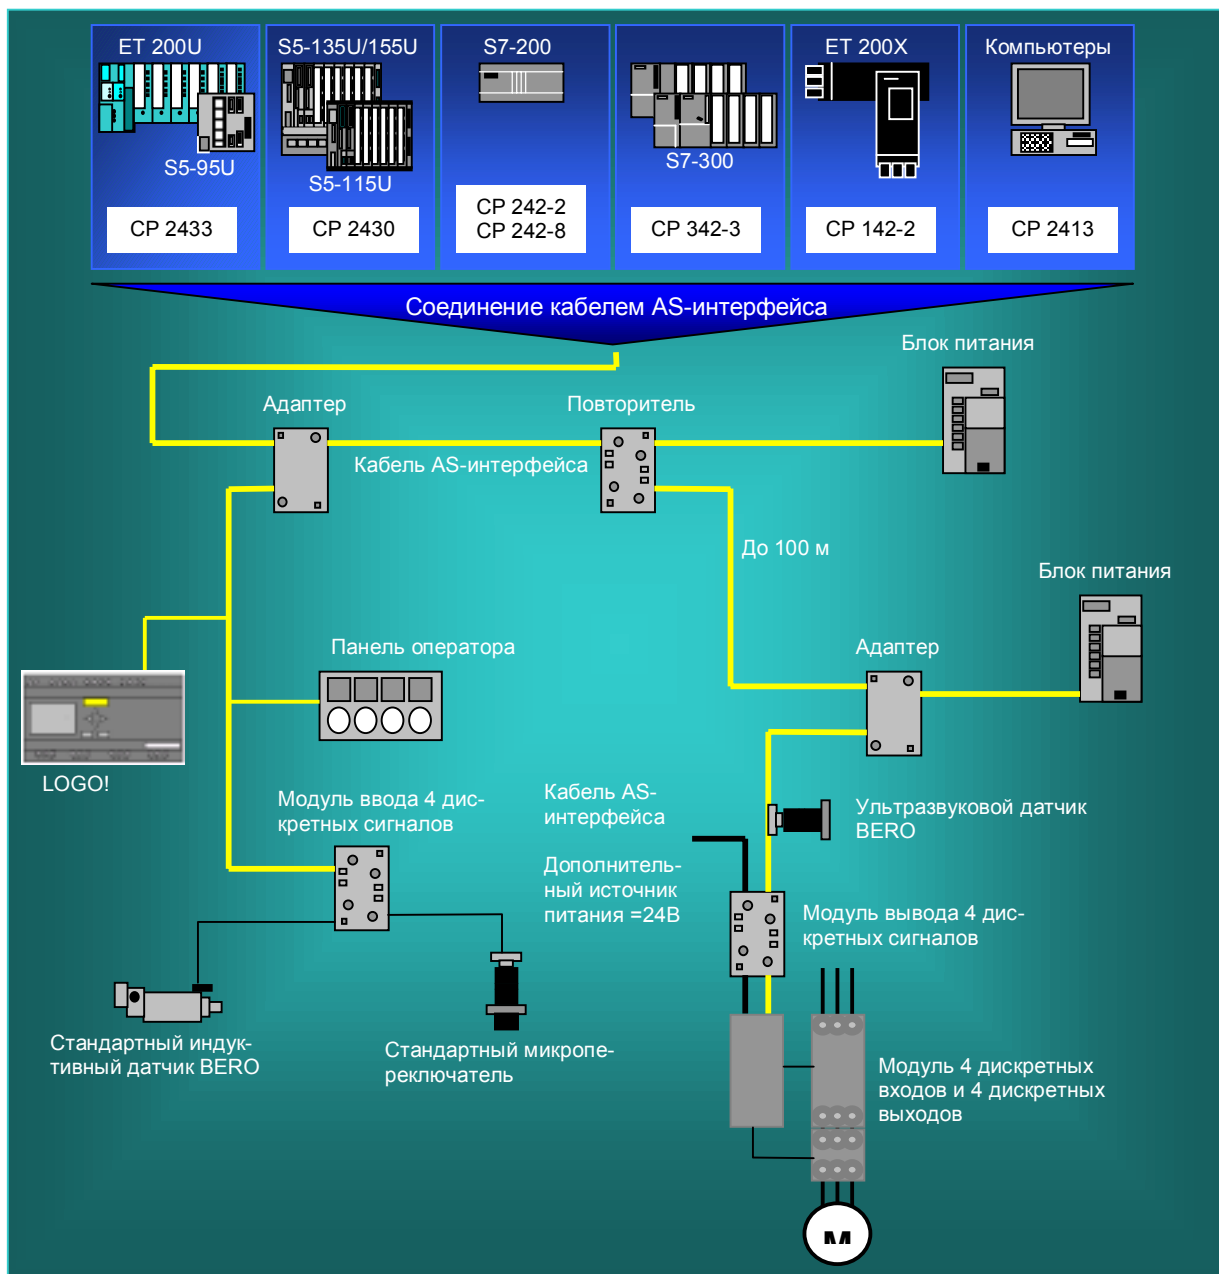 ET 200U
S5-95U
CP 2433
S5-135U/155U
S5-115U
CP 2430
S7-200
CP 242-2
CP 242-8
S7-300
CP 342-3
ET 200X
CP 142-2
Компьютеры
CP 2413
Соединение кабелем AS-интерфейса
Блок питания
Адаптер
Повторитель
Кабель AS-интерфейса
До 100 м
Блок питания
Панель оператора
Адаптер
LOGO!
Модуль ввода 4 дис-
кретных сигналов
Кабель AS-
интерфейса
Ультразвуковой датчик
BERO
Дополнитель-
ный источник
питания =24В
Модуль вывода 4 дис-
кретных сигналов
Стандартный индук-
тивный датчик BERO
Стандартный микропе-
реключатель
Модуль 4 дискретных
входов и 4 дискретных
выходов
М